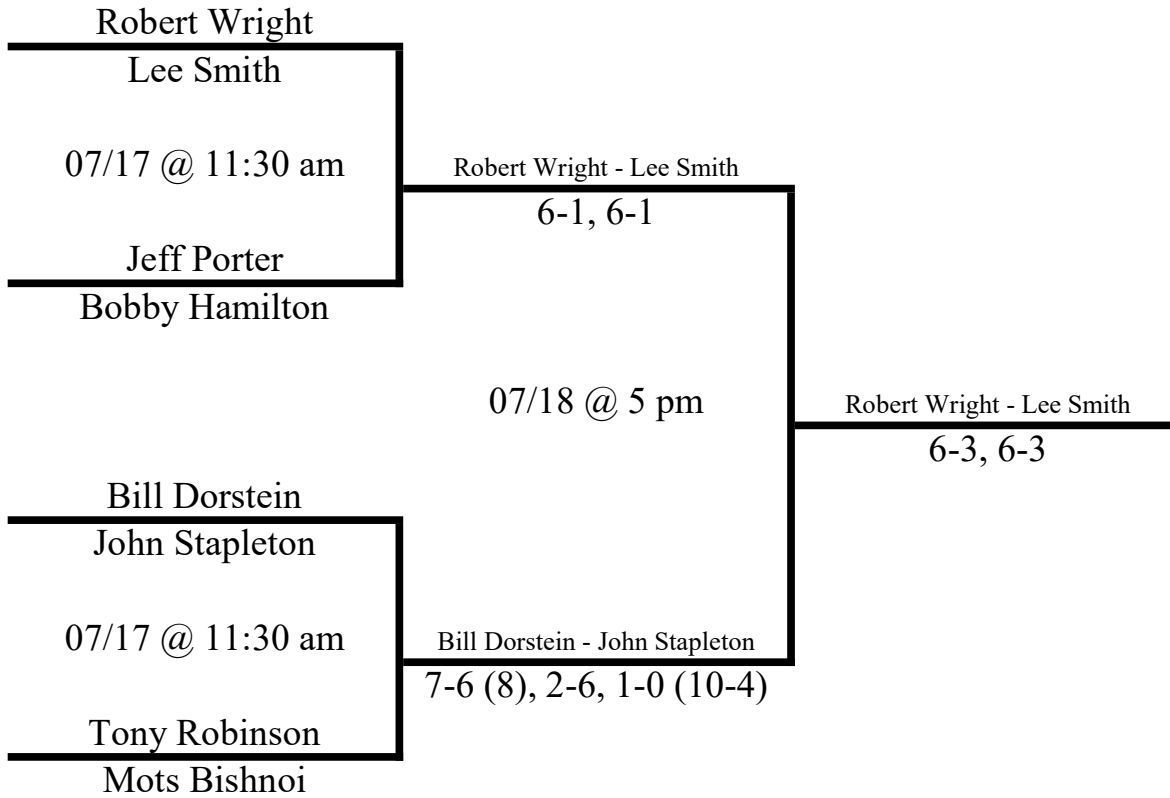 Robert Wright
Lee Smith
07/17 @ 11:30 am
Robert Wright - Lee Smith
6-1, 6-1
Jeff Porter
Bobby Hamilton
07/18 @ 5 pm
Robert Wright - Lee Smith
6-3, 6-3
Bill Dorstein
John Stapleton
07/17 @ 11:30 am
Bill Dorstein - John Stapleton
7-6 (8), 2-6, 1-0 (10-4)
Tony Robinson
Mots Bishnoi